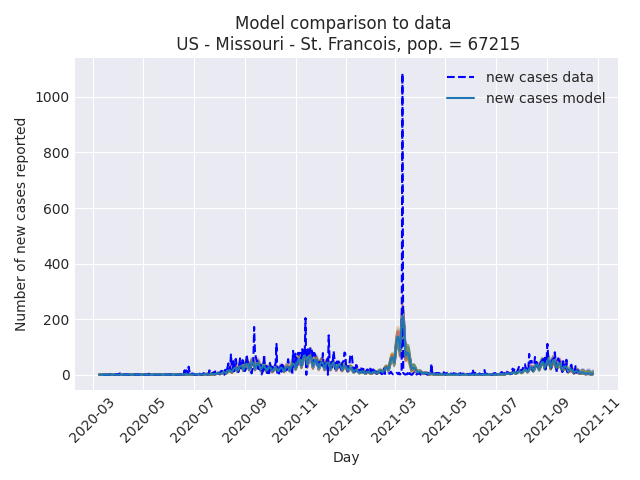 Model comparison to data
US - Missouri - St. Francois, pop. = 67215
new cases data
new cases model
Number of new cases reported
1000
800
600
400
200
0
2020-03
2020-05
2020-07
2020-09
2020-11
2021-01
2021-03
2021-05
2021-07
2021-09
2021-11
Day